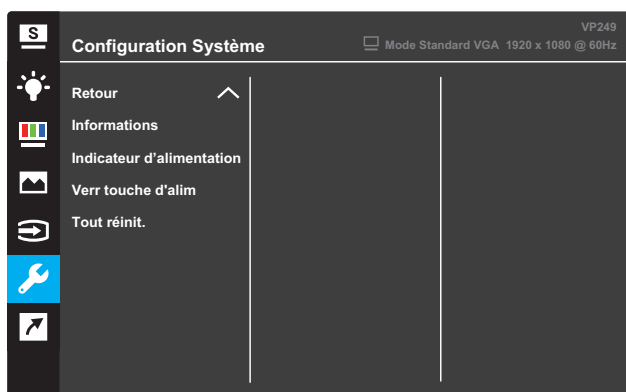 S
VP249
Configuration Système
Mode Standard VGA 1920 x 1080 @ 60Hz
Retour
Informations
Indicateur d’alimentation
Verr touche d'alim
Tout réinit.